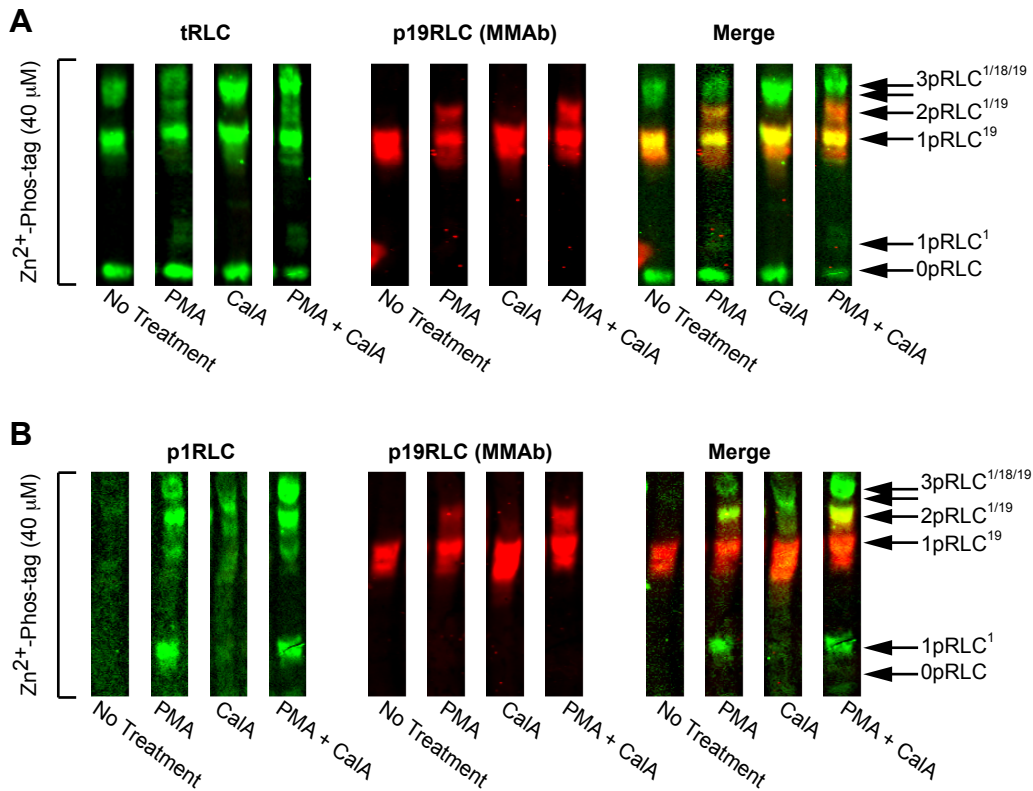 A
tRLC
p19RLC (MMAb)
Merge
Zn2+-Phos-tag (40 μM)
3pRLC1/18/19
2pRLC1/19
1pRLC19
1pRLC1
0pRLC
No Treatment
PMA
CalA
PMA + CalA
No Treatment
PMA
CalA
PMA + CalA
No Treatment
PMA
CalA
PMA + CalA
B
p1RLC
p19RLC (MMAb)
Merge
Zn2+-Phos-tag (40 μM)
3pRLC1/18/19
2pRLC1/19
1pRLC19
1pRLC1
0pRLC
No Treatment
PMA
CalA
PMA + CalA
No Treatment
PMA
CalA
PMA + CalA
No Treatment
PMA
CalA
PMA + CalA